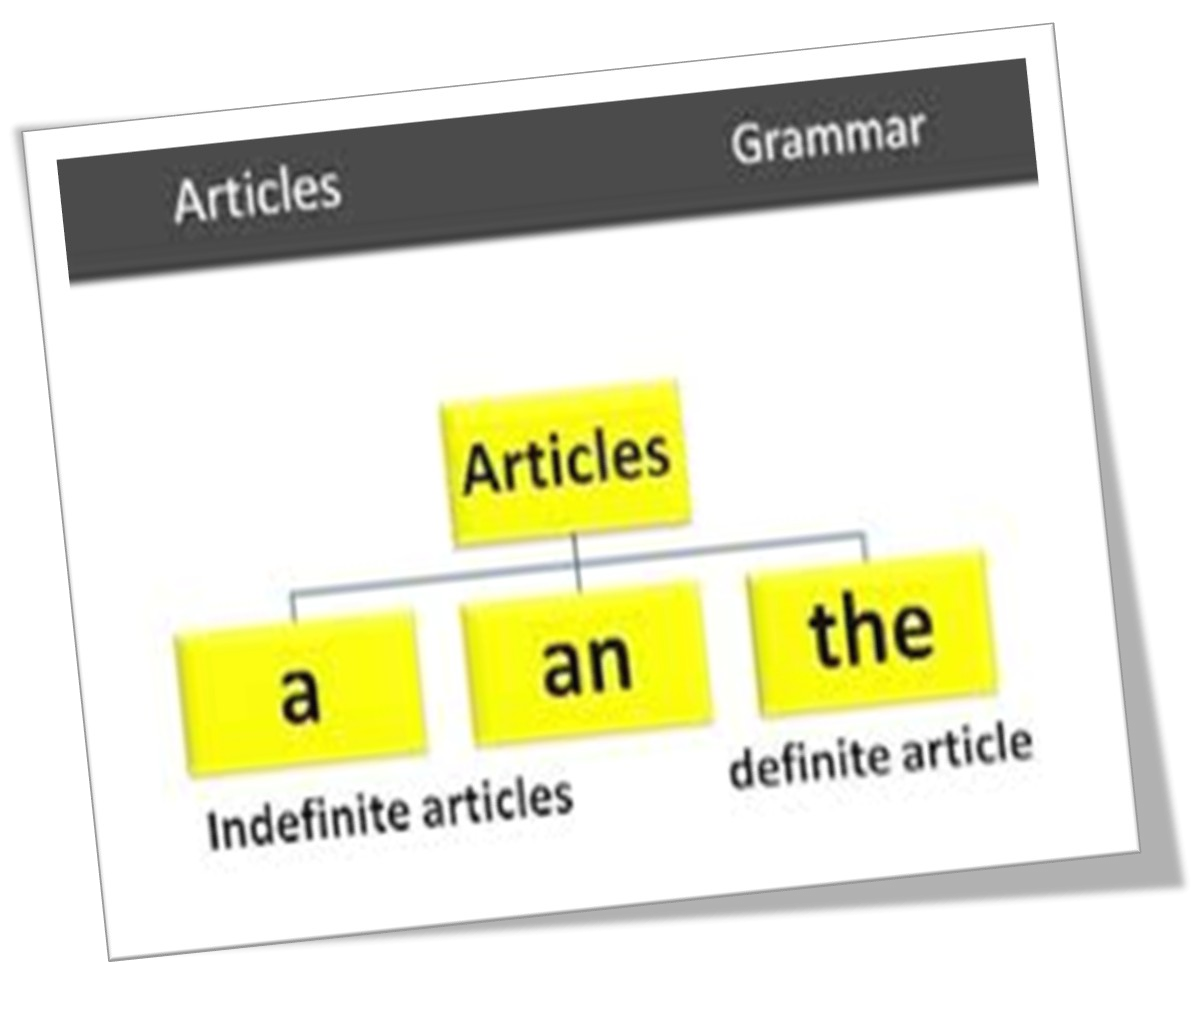 Articles Grammar
Articles
a an the
Indefinite articles definite article